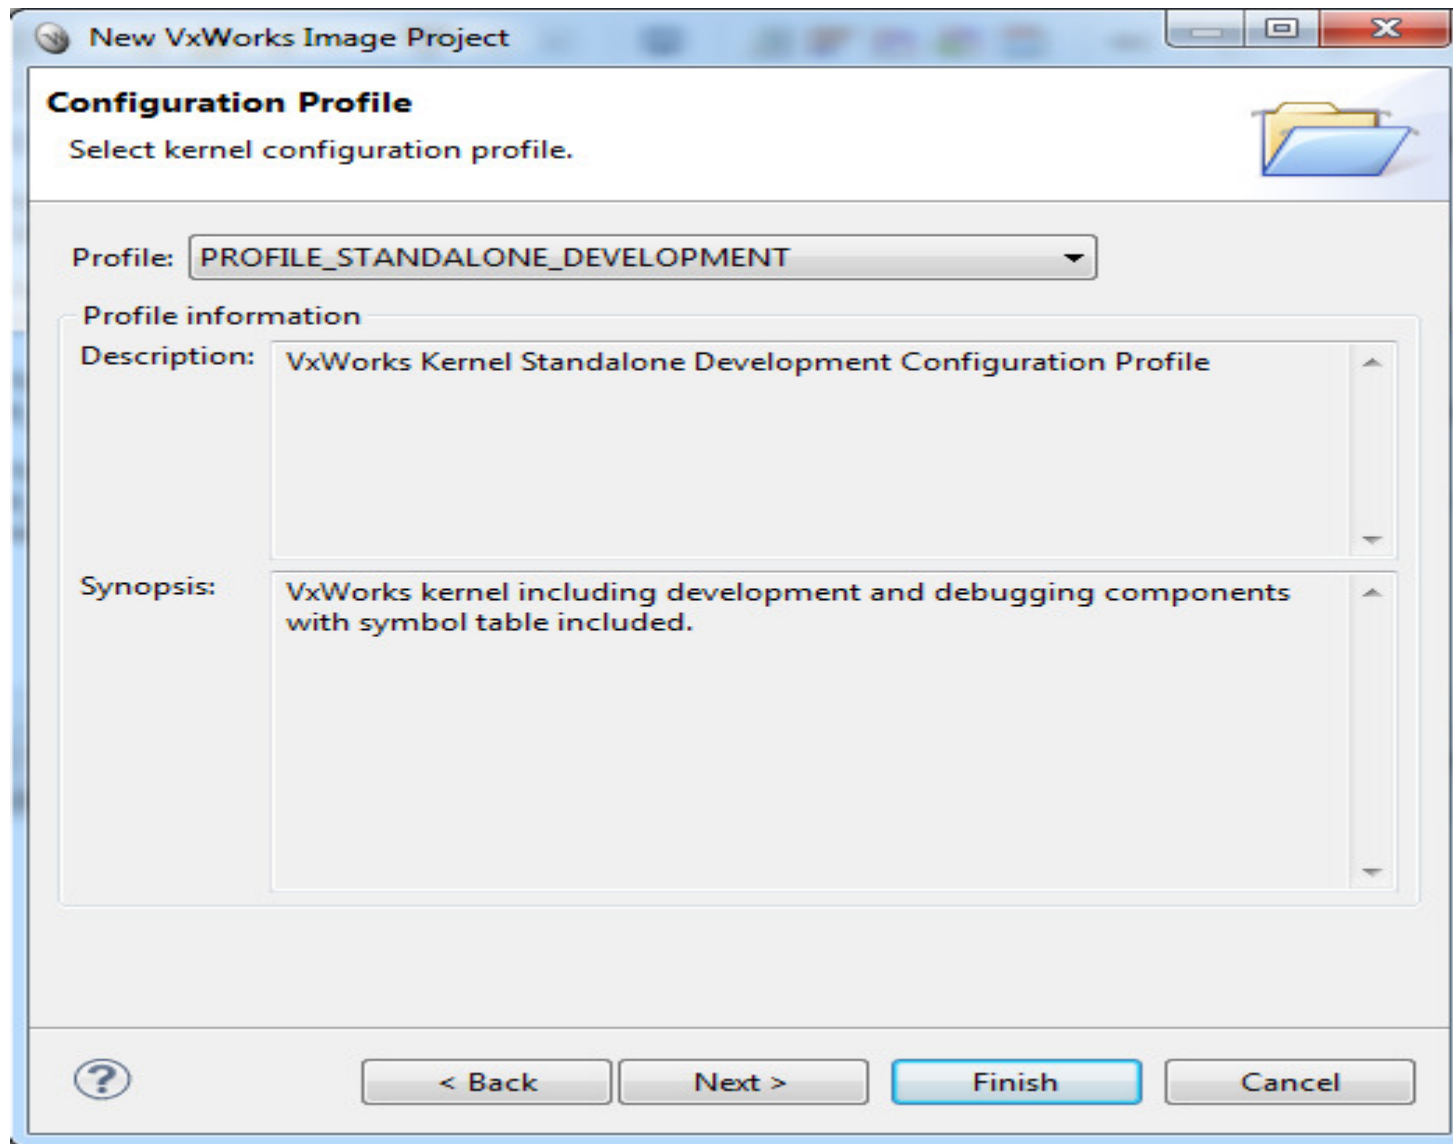 New VxWorks Image Project
Configuration Profile
Select kernel configuration profile.
Profile: PROFILE_STANDALONE_DEVELOPMENT
Profile information
Description: VxWorks Kernel Standalone Development Configuration Profile
Synopsis: VxWorks kernel including development and debugging components
with symbol table included.
? < Back Next > Finish Cancel